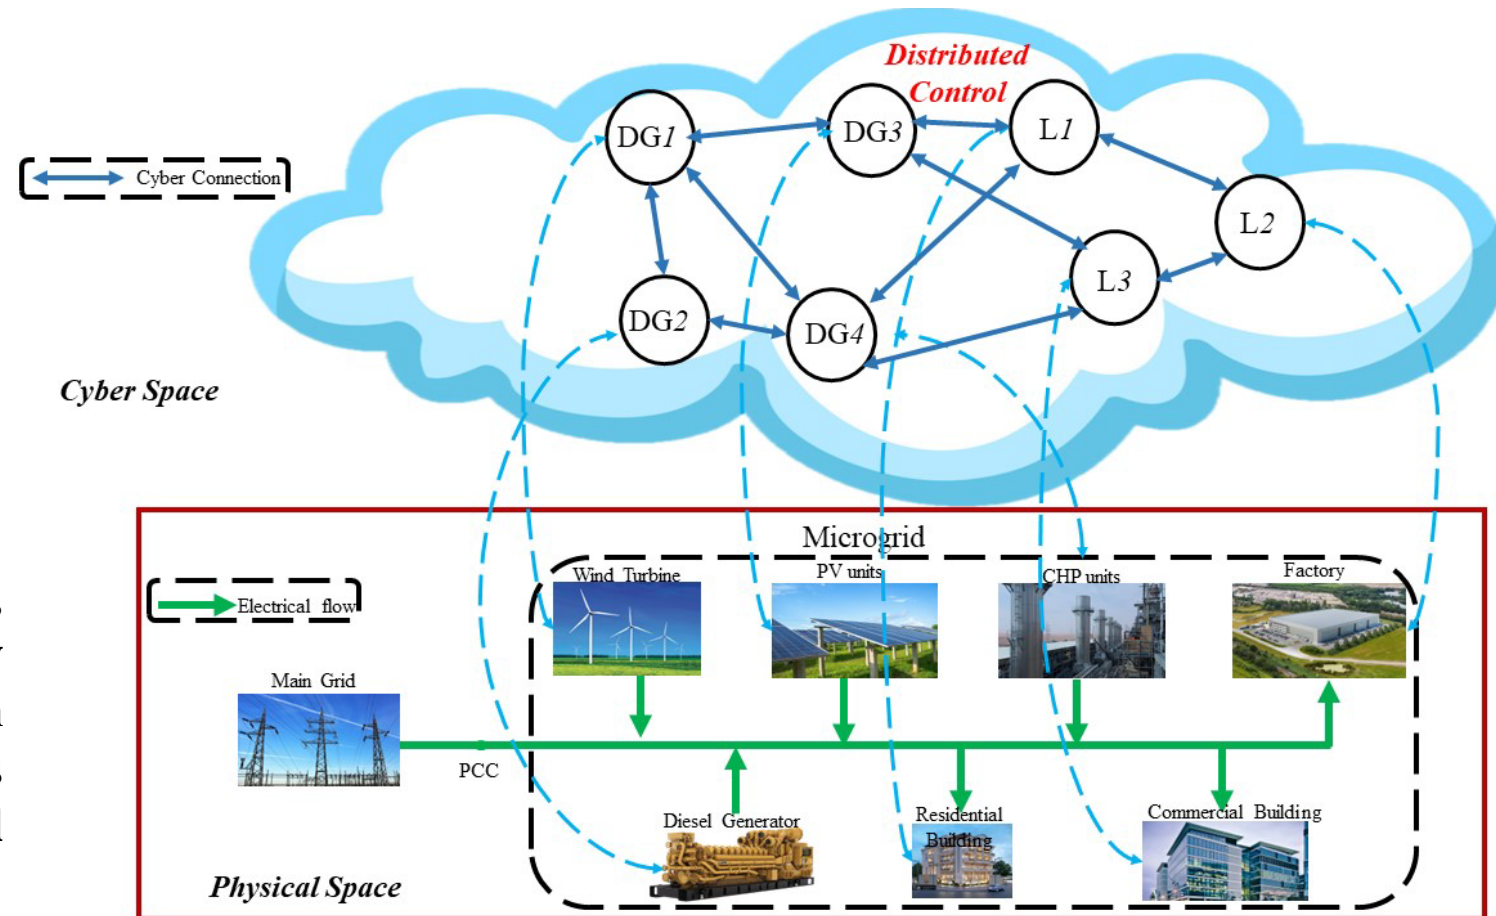 Distributed
Control
DG1
DG3
L1
Cyber Connection
L2
L3
DG2
DG4
Cyber Space
Microgrid
Wind Turbine
PV units
CHP units
Factory
Electrical flow
Main Grid
PCC
Diesel Generator
Residential
Building
Commercial Building
Physical Space